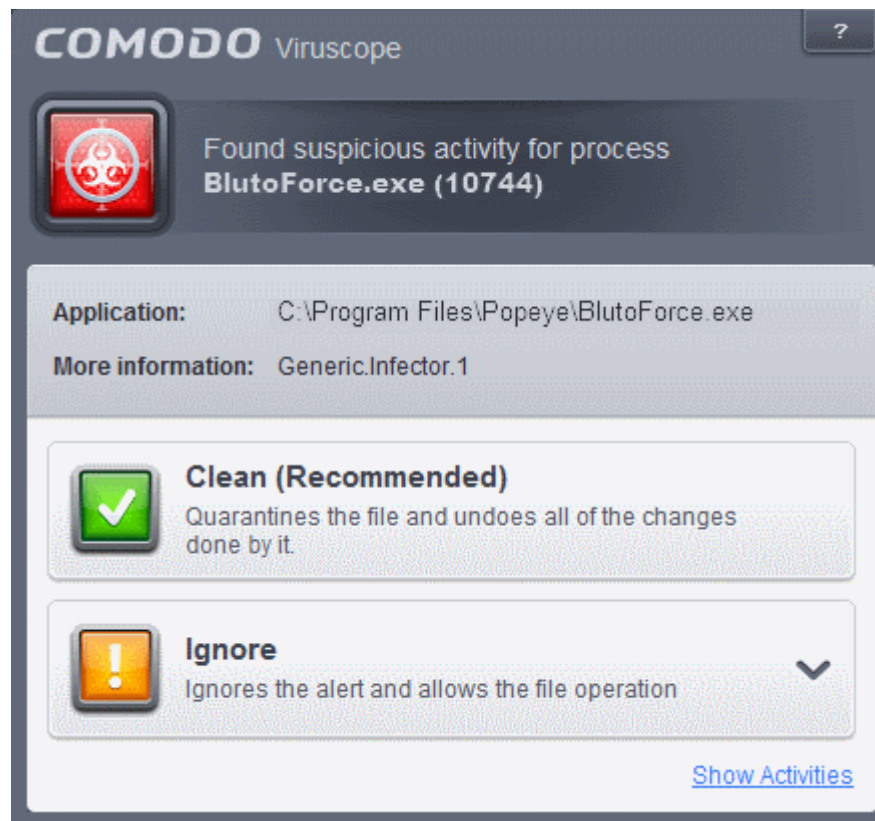 COMODO Viruscope
?
Found suspicious activity for process
BlutoForce.exe (10744)
Application: C:\Program Files\Popeye\BlutoForce.exe
More information: Generic.Infector.1
Clean (Recommended)
Quarantines the file and undoes all of the changes
done by it.
Ignore
Ignores the alert and allows the file operation
Show Activities